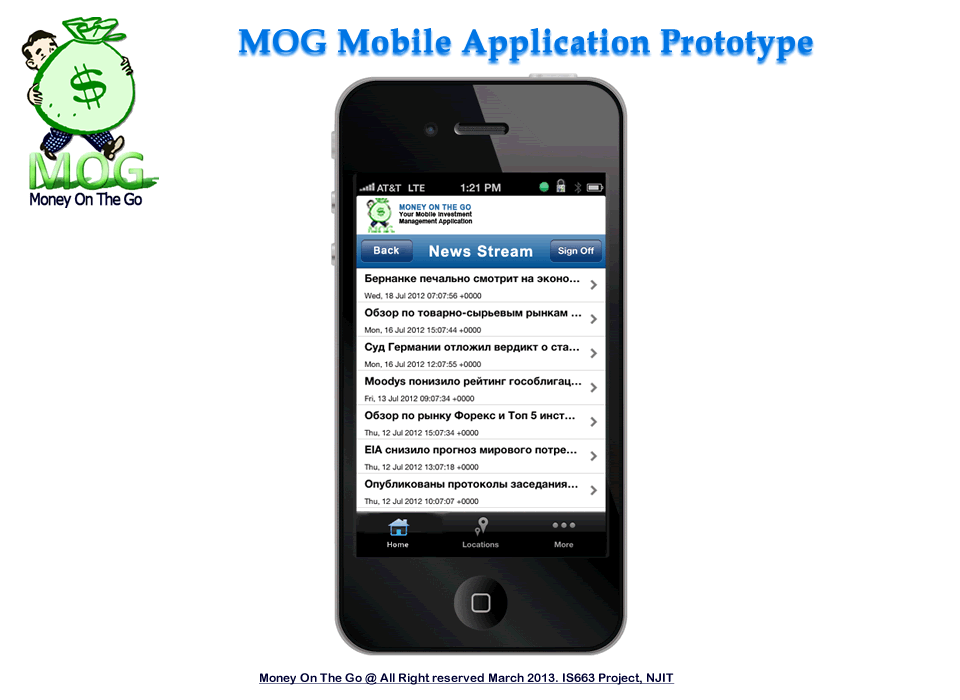 MOG Mobile Application Prototype
$
MOG
Money On The Go
AT&T LTE 1:21 PM
MONEY ON THE GO
Your Mobile Investment
Management Application
Back News Stream Sign Off
Бернанке печально смотрит на эконо...
Wed, 18 Jul 2012 07:07:56 +0000
Обзор по товарно-сырьевым рынкам ...
Mon, 16 Jul 2012 15:07:44 +0000
Суд Германии отложил вердикт о ста...
Mon, 16 Jul 2012 12:07:55 +0000
Moodys понизило рейтинг гособлигац...
Fri, 13 Jul 2012 09:07:34 +0000
Обзор по рынку Форекс и Топ 5 инст...
Thu, 12 Jul 2012 15:07:34 +0000
EIA снизило прогноз мирового потре...
Thu, 12 Jul 2012 13:07:18 +0000
Опубликованы протоколы заседания...
Thu, 12 Jul 2012 10:07:07 +0000
Home Locations More
Money On The Go @ All Right reserved March 2013. IS663 Project, NJIT